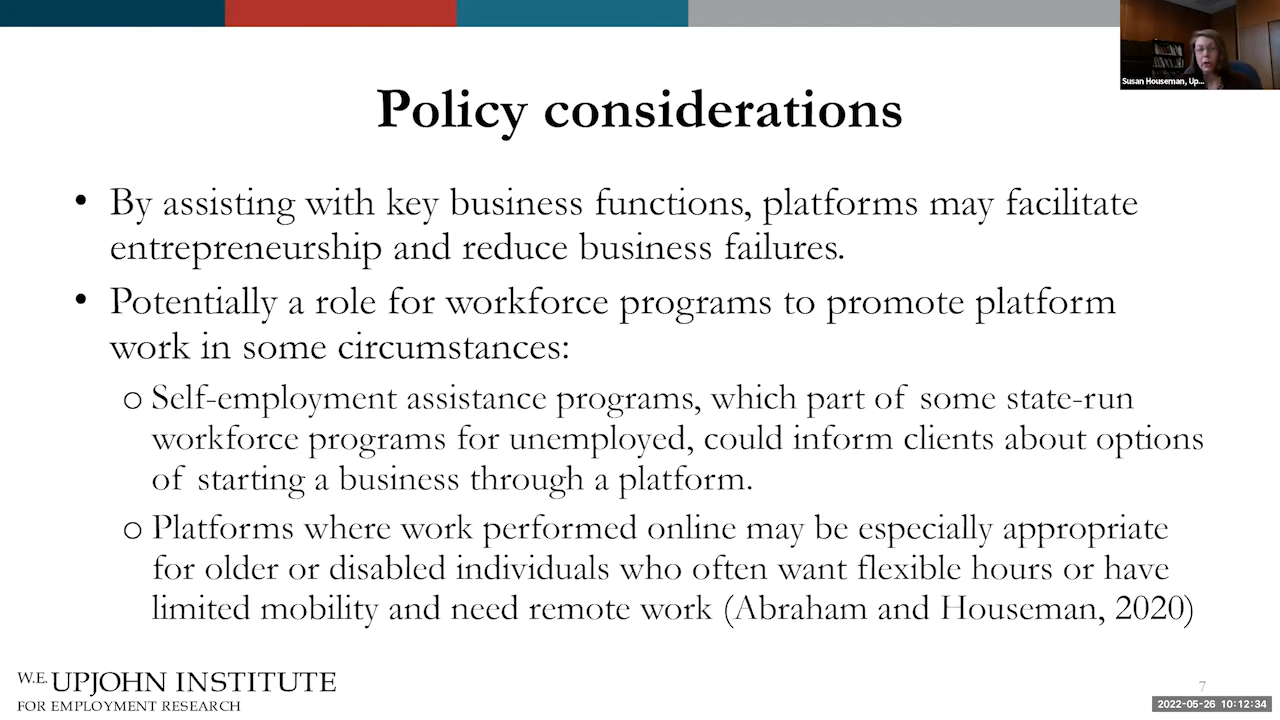 Susan Houseman, Up...
Policy considerations
• By assisting with key business functions, platforms may facilitate
entrepreneurship and reduce business failures.
• Potentially a role for workforce programs to promote platform
work in some circumstances:
o Self-employment assistance programs, which part of some state-run
workforce programs for unemployed, could inform clients about options
of starting a business through a platform.
o Platforms where work performed online may be especially appropriate
for older or disabled individuals who often want flexible hours or have
limited mobility and need remote work (Abraham and Houseman, 2020)
W.E. UPJOHN INSTITUTE
FOR EMPLOYMENT RESEARCH
7
2022-05-26 10:12:34